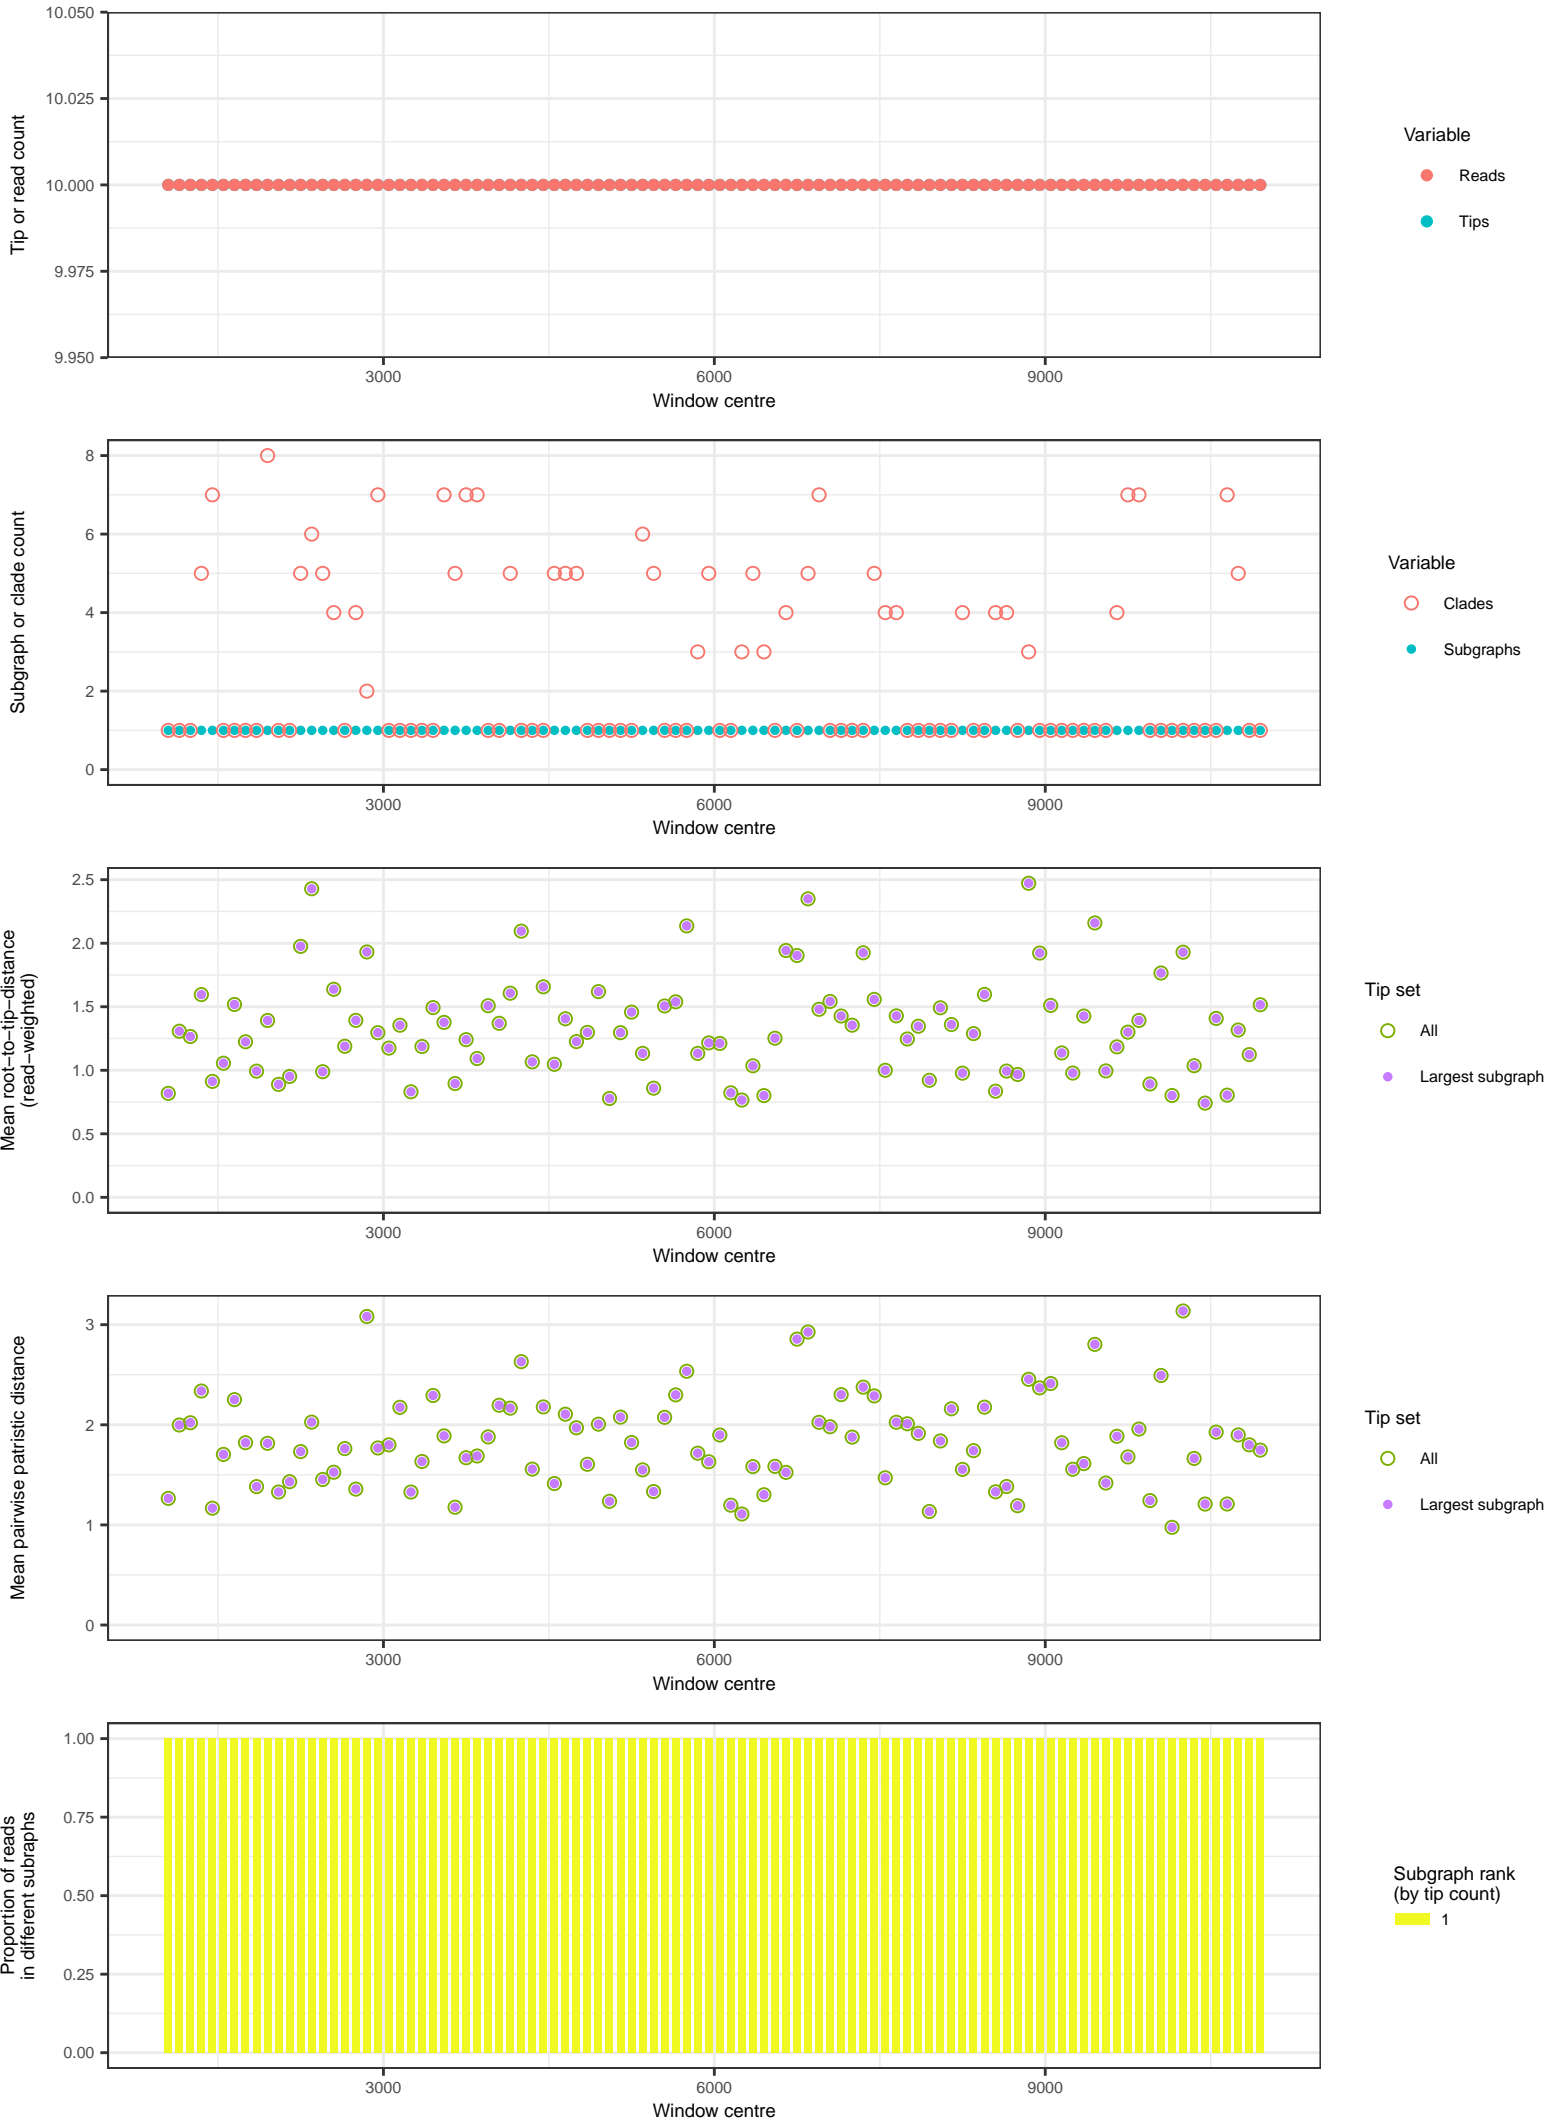 10.050
10.025
10.000
9.975
9.950
Tip or read count
3000
6000
9000
Window centre
Variable
Reads
Tips
8
6
4
2
0
Subgraph or clade count
3000
6000
9000
Window centre
Variable
Clades
Subgraphs
2.5
2.0
1.5
1.0
0.5
0.0
Mean root−to−tip−distance
(read−weighted)
3000
6000
9000
Window centre
Tip set
All
Largest subgraph
3
2
1
0
Mean pairwise patristic distance
3000
6000
9000
Window centre
Tip set
All
Largest subgraph
1.00
0.75
0.50
0.25
0.00
Proportion of reads
in different subraphs
3000
6000
9000
Window centre
Subgraph rank
(by tip count)
1